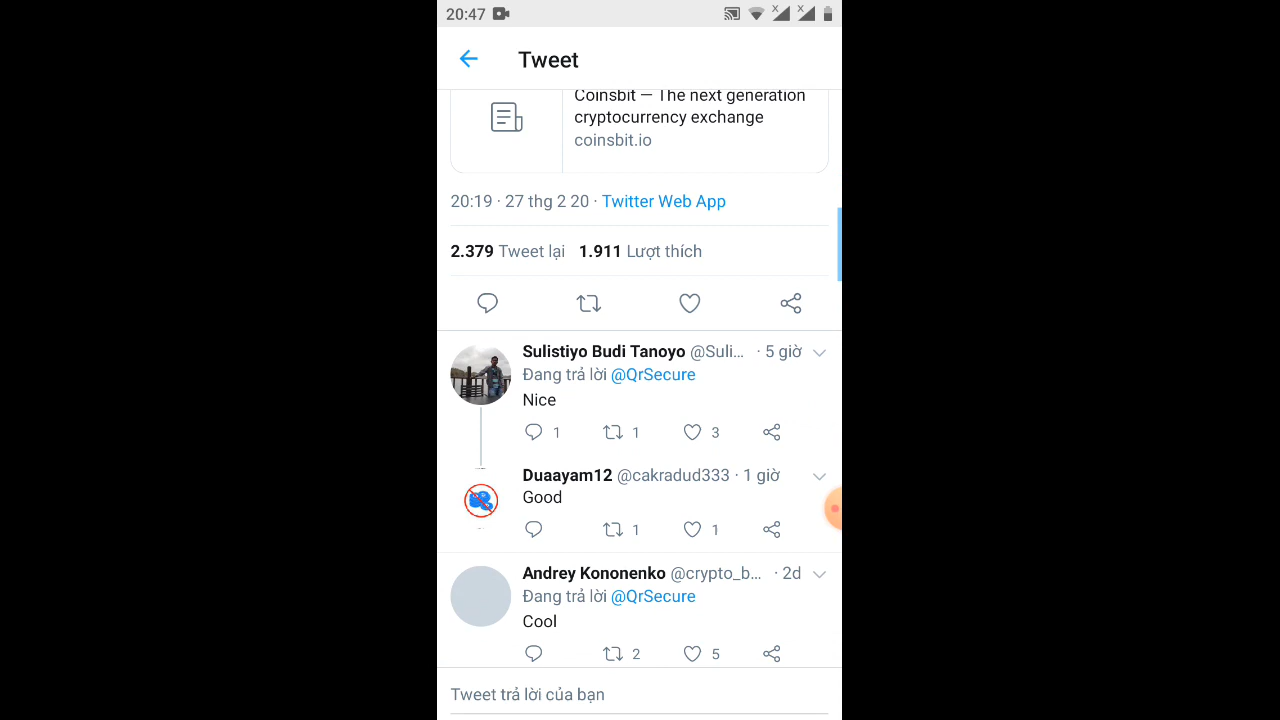 20:47
Tweet
Coinsbit — The next generation
cryptocurrency exchange
coinsbit.io
20:19 · 27 thg 2 20 · Twitter Web App
2.379 Tweet lại 1.911 Lượt thích
Sulistiyo Budi Tanoyo @Suli... · 5 giờ
Đang trả lời @QrSecure
Nice
1 1 3
Duaayam12 @cakradud333 · 1 giờ
Good
1 1
Andrey Kononenko @crypto_b... · 2d
Đang trả lời @QrSecure
Cool
2 5
Tweet trả lời của bạn